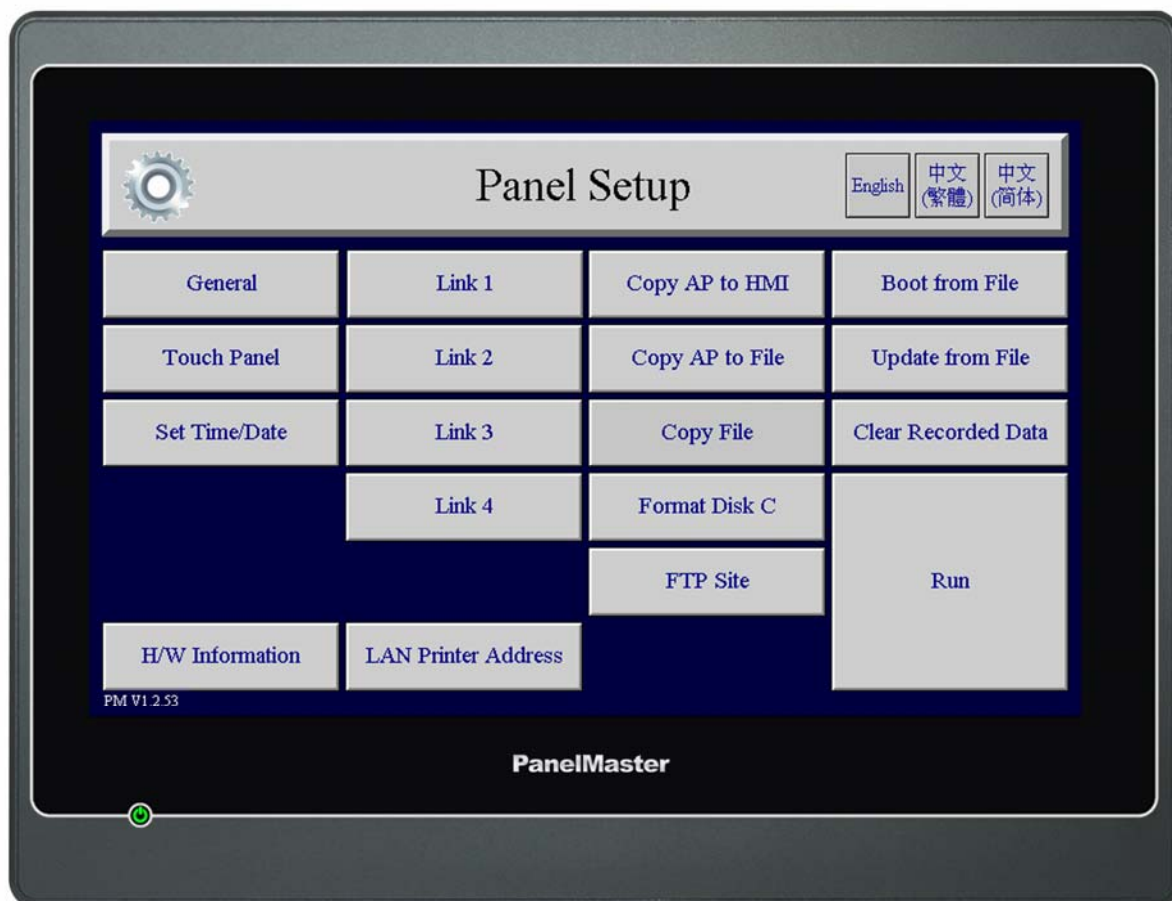 Panel Setup
English
中文
(繁體)
中文
(简体)
General
Link 1
Copy AP to HMI
Boot from File
Touch Panel
Link 2
Copy AP to File
Update from File
Set Time/Date
Link 3
Copy File
Clear Recorded Data
Link 4
Format Disk C
FTP Site
Run
H/W Information
LAN Printer Address
PM V1.2.53
PanelMaster